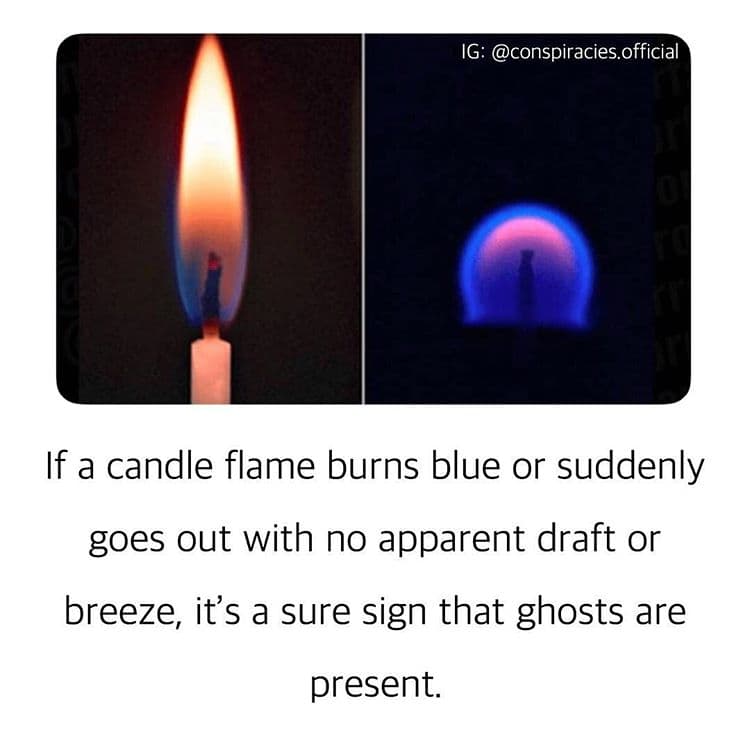 IG: @conspiracies.official
If a candle flame burns blue or suddenly
goes out with no apparent draft or
breeze, it’s a sure sign that ghosts are
present.